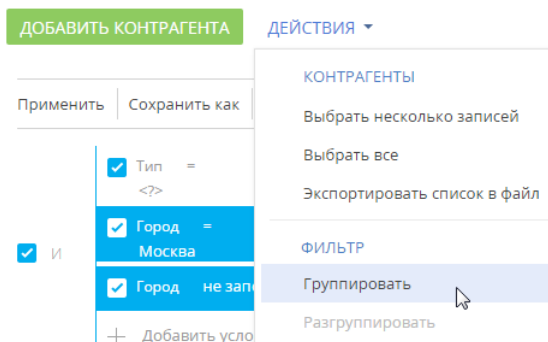 ДОБАВИТЬ КОНТРАГЕНТА
ДЕЙСТВИЯ
КОНТРАГЕНТЫ
Применить
Сохранить как
Выбрать несколько записей
Выбрать все
Экспортировать список в файл
Тип =
<?>
Город =
Москва
И
Город не запо
Добавить усло
ФИЛЬТР
Группировать
Разгруппировать